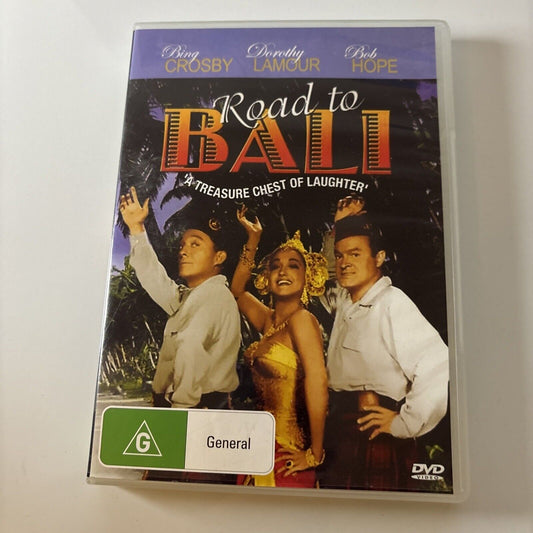 Bing Dorothy Bob
CROSBY LAMOUR HOPE
Road to
BALI
'A TREASURE CHEST OF LAUGHTER'
G General
DVD
VIDEO